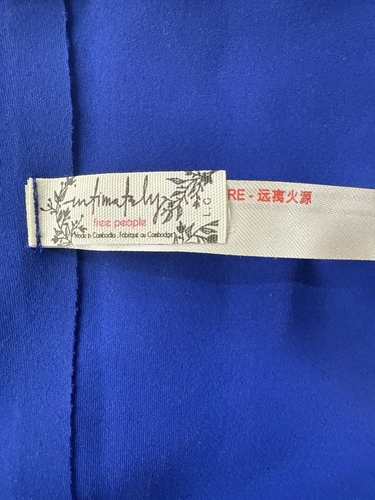 intimately
free people
Made in Cambodia. Fabriqué au Cambodge
RE - 远离火源